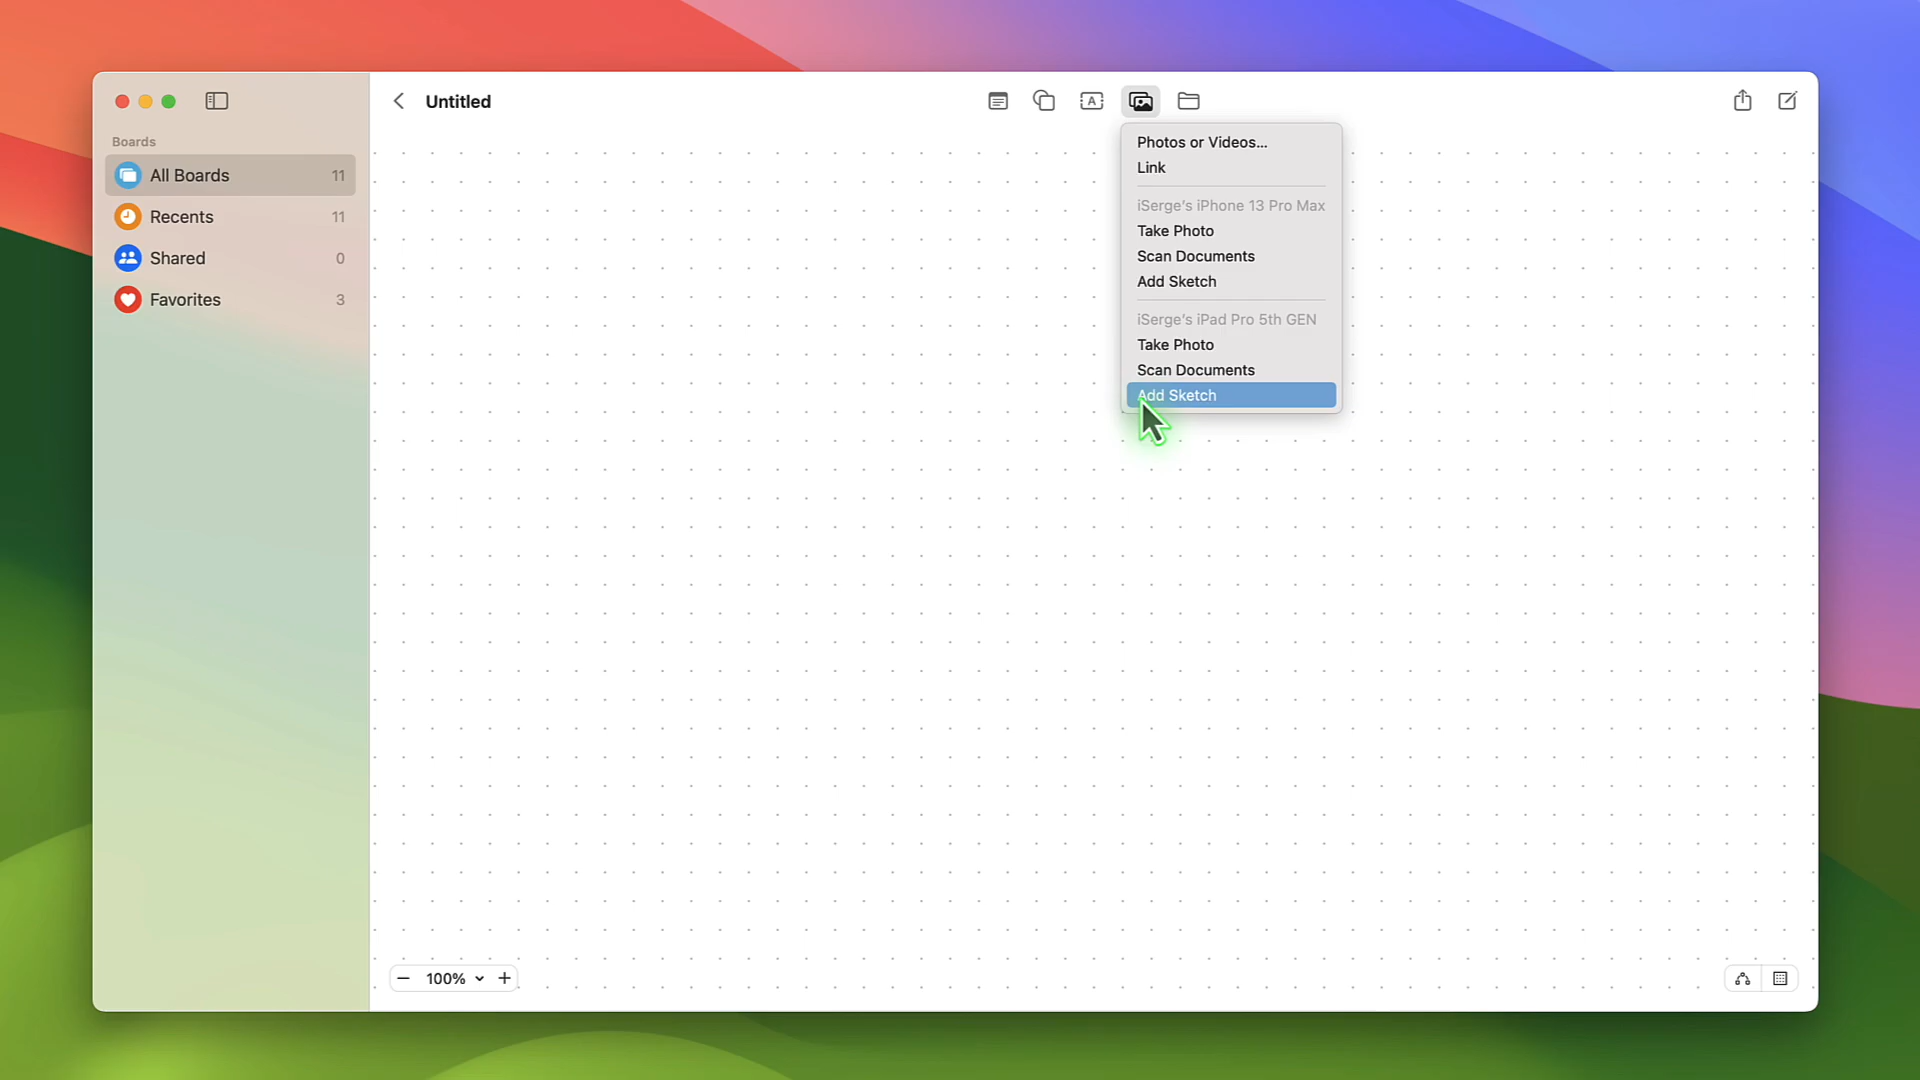 Untitled
Boards
All Boards 11
Recents 11
Shared 0
Favorites 3
A
Photos or Videos...
Link
iSerge's iPhone 13 Pro Max
Take Photo
Scan Documents
Add Sketch
iSerge's iPad Pro 5th GEN
Take Photo
Scan Documents
Add Sketch
100%